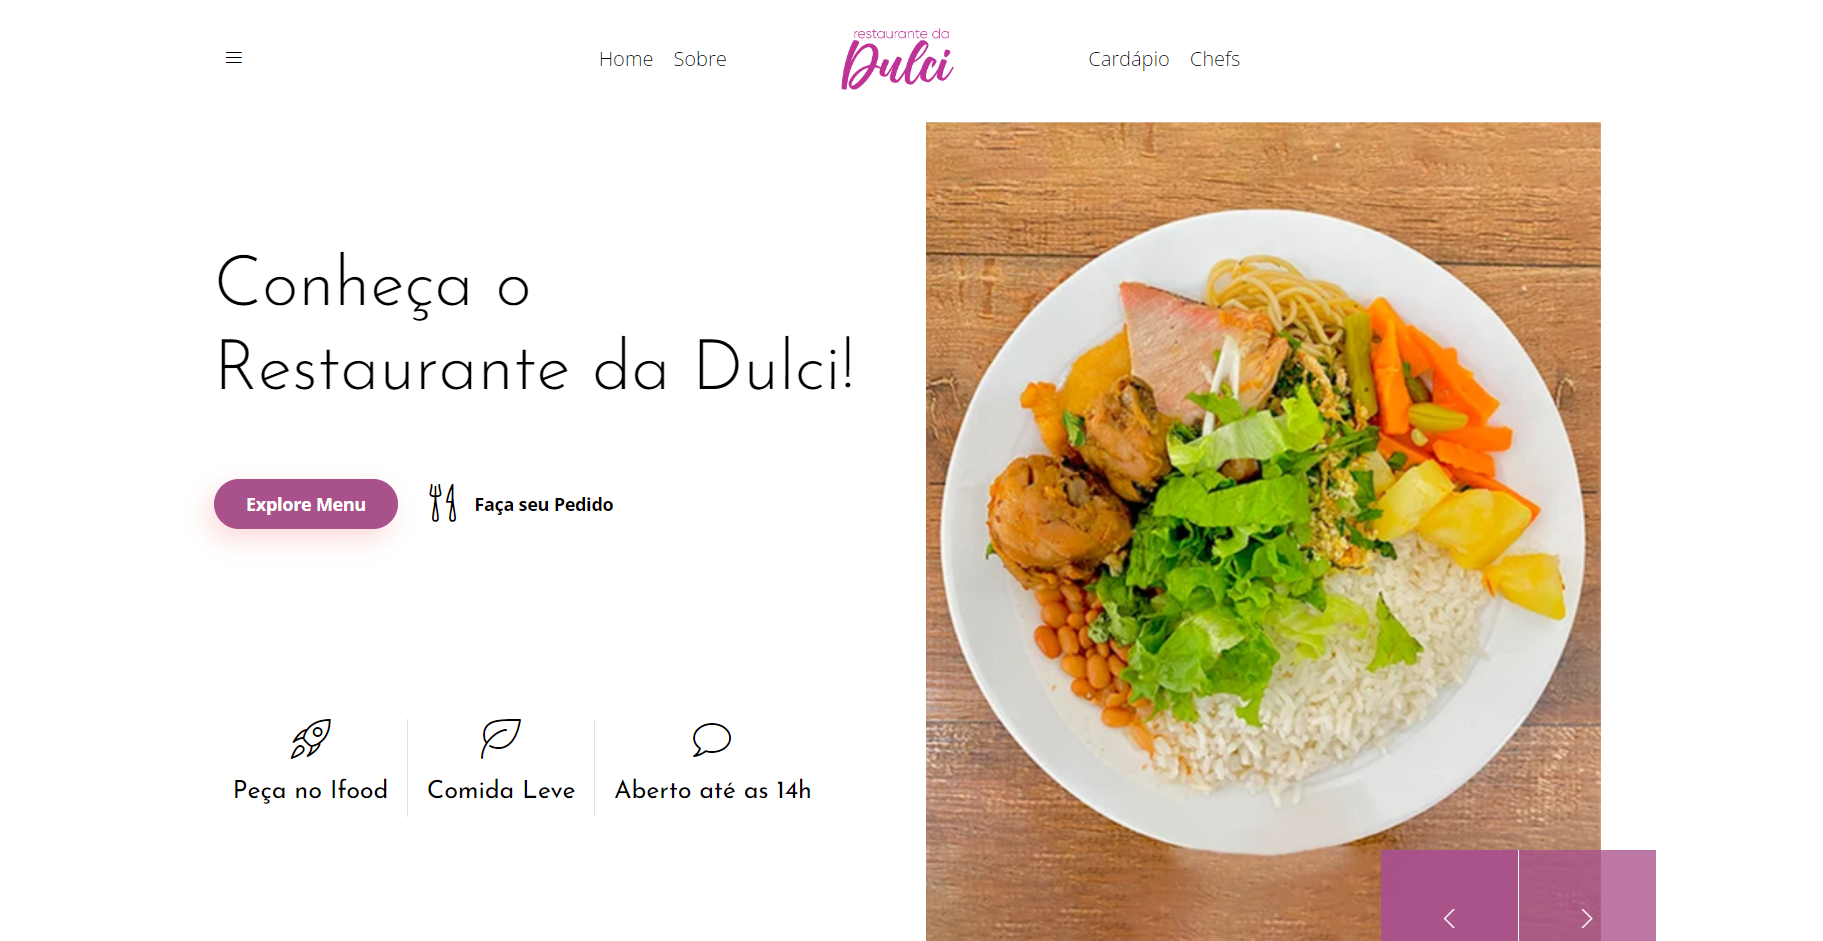 Home
Sobre
restaurante da
Dulci
Cardápio
Chefs
Conheça o
Restaurante da Dulci!
Explore Menu
Faça seu Pedido
Peça no Ifood
Comida Leve
Aberto até as 14h